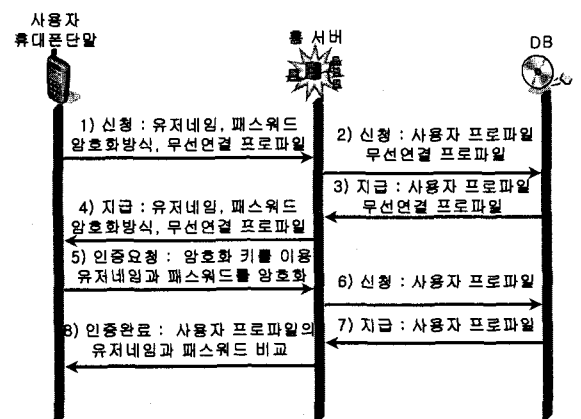 사용자
휴대폰단말
홈 서버
DB
1) 신청 : 유저네임, 패스워드
암호화방식, 무선연결 프로파일
2) 신청 : 사용자 프로파일
무선연결 프로파일
3) 지급 : 사용자 프로파일
무선연결 프로파일
4) 지급 : 유저네임, 패스워드
암호화방식, 무선연결 프로파일
5) 인증요청 : 암호화 키를 이용
유저네임과 패스워드를 암호화
6) 신청 : 사용자 프로파일
7) 지급 : 사용자 프로파일
8) 인증완료 : 사용자 프로파일의
유저네임과 패스워드 비교